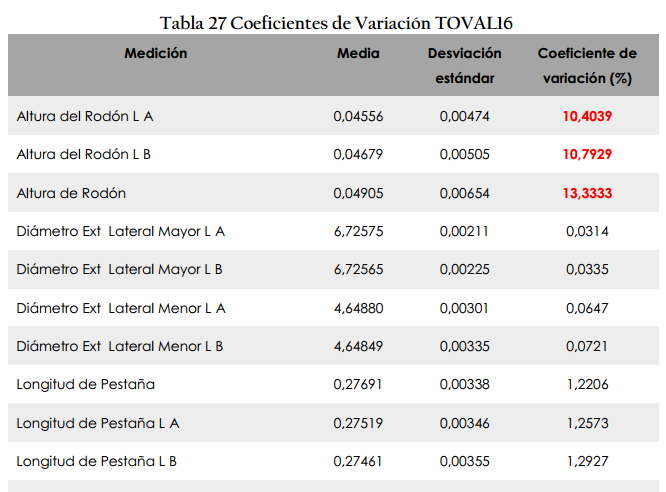 Tabla 27 Coeficientes de Variación TOVAL16
Medición Media Desviación estándar Coeficiente de variación (%)
Altura del Rodón L A 0,04556 0,00474 10,4039
Altura del Rodón L B 0,04679 0,00505 10,7929
Altura de Rodón 0,04905 0,00654 13,3333
Diámetro Ext Lateral Mayor L A 6,72575 0,00211 0,0314
Diámetro Ext Lateral Mayor L B 6,72565 0,00225 0,0335
Diámetro Ext Lateral Menor L A 4,64880 0,00301 0,0647
Diámetro Ext Lateral Menor L B 4,64849 0,00335 0,0721
Longitud de Pestaña 0,27691 0,00338 1,2206
Longitud de Pestaña L A 0,27519 0,00346 1,2573
Longitud de Pestaña L B 0,27461 0,00355 1,2927